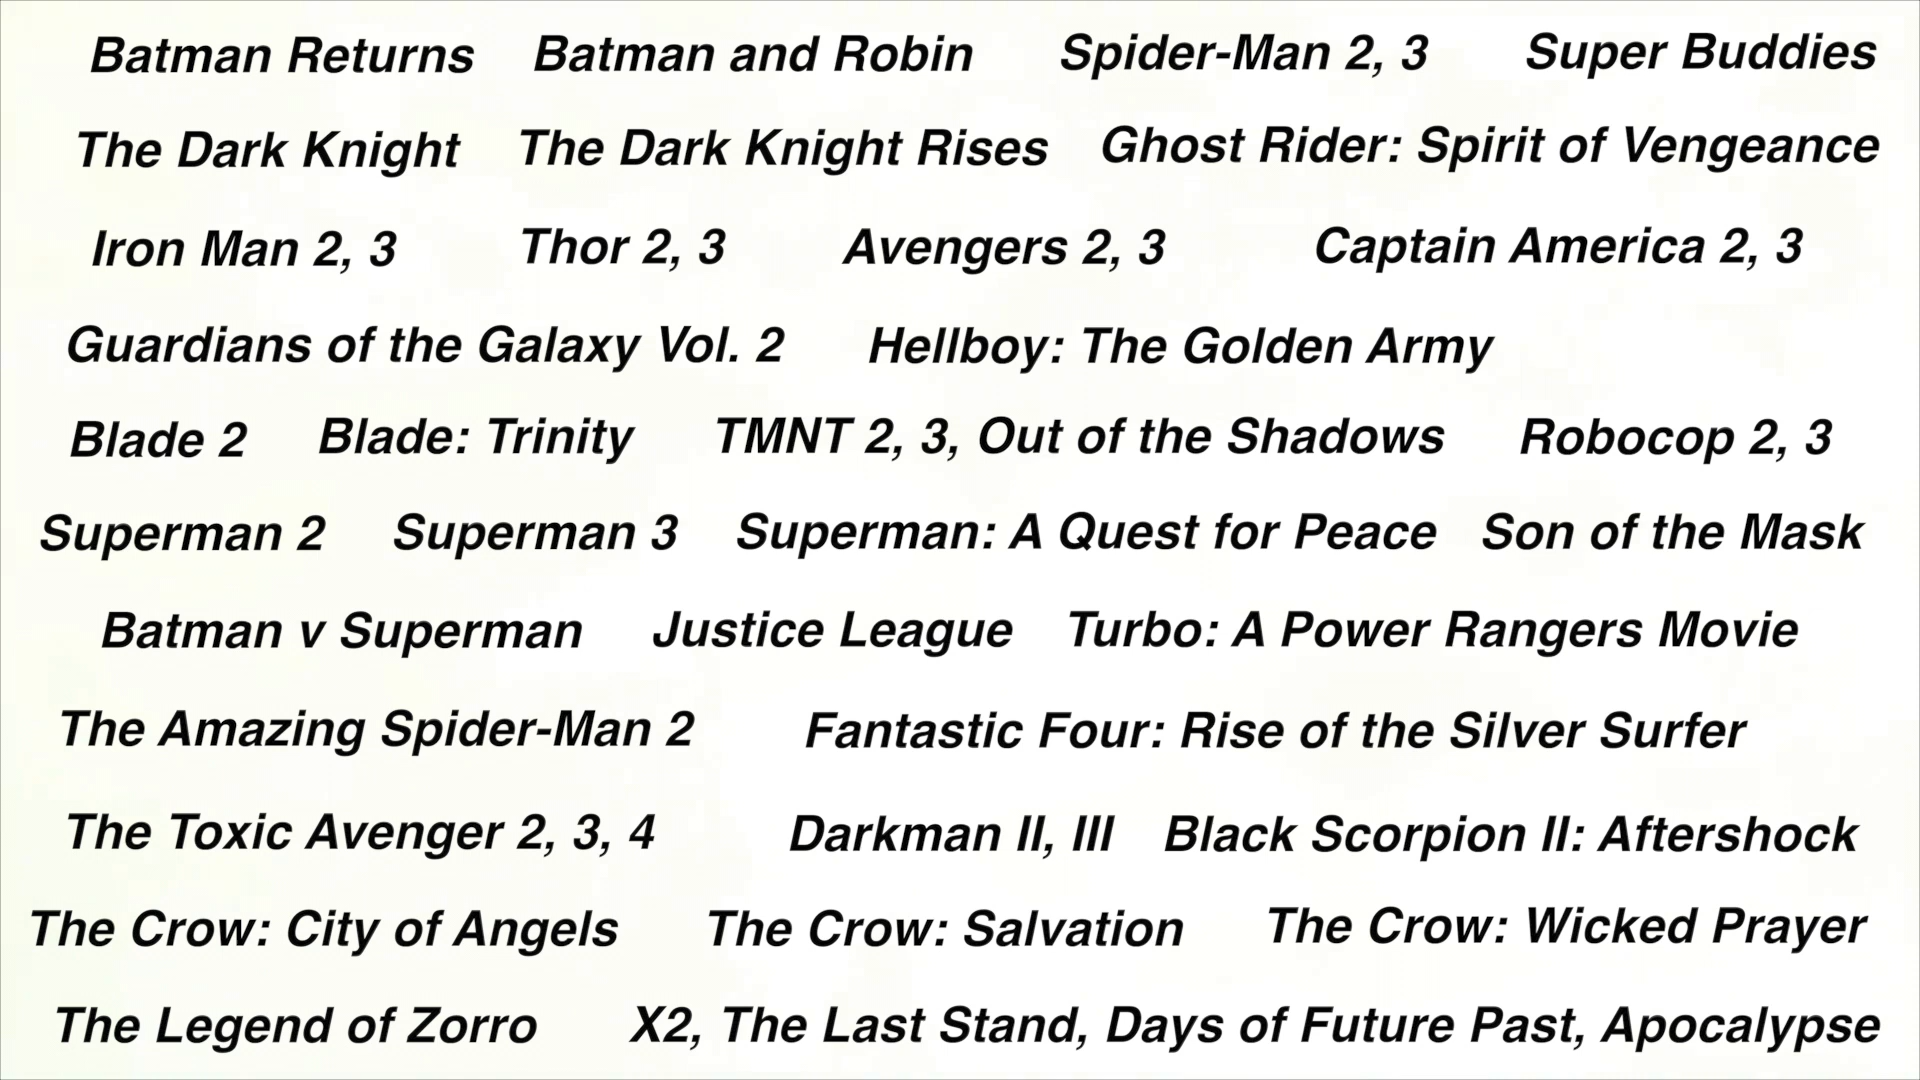 Batman Returns Batman and Robin Spider-Man 2, 3 Super Buddies
The Dark Knight The Dark Knight Rises Ghost Rider: Spirit of Vengeance
Iron Man 2, 3 Thor 2, 3 Avengers 2, 3 Captain America 2, 3
Guardians of the Galaxy Vol. 2 Hellboy: The Golden Army
Blade 2 Blade: Trinity TMNT 2, 3, Out of the Shadows Robocop 2, 3
Superman 2 Superman 3 Superman: A Quest for Peace Son of the Mask
Batman v Superman Justice League Turbo: A Power Rangers Movie
The Amazing Spider-Man 2 Fantastic Four: Rise of the Silver Surfer
The Toxic Avenger 2, 3, 4 Darkman II, III Black Scorpion II: Aftershock
The Crow: City of Angels The Crow: Salvation The Crow: Wicked Prayer
The Legend of Zorro X2, The Last Stand, Days of Future Past, Apocalypse